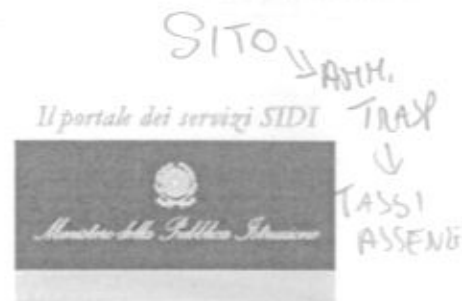 SITO
AMM.
TRASP
Il portale dei servizi SIDI
Ministero della Pubblica Istruzione
TASSI
ASSENZ